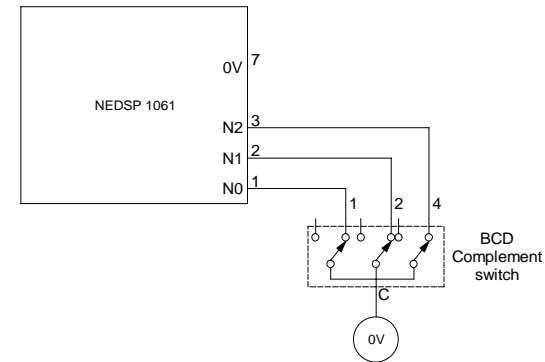 0V 7
NEDSP 1061
N2 3
N1 2
N0 1
1 2 4
BCD
Complement
switch
C
0V